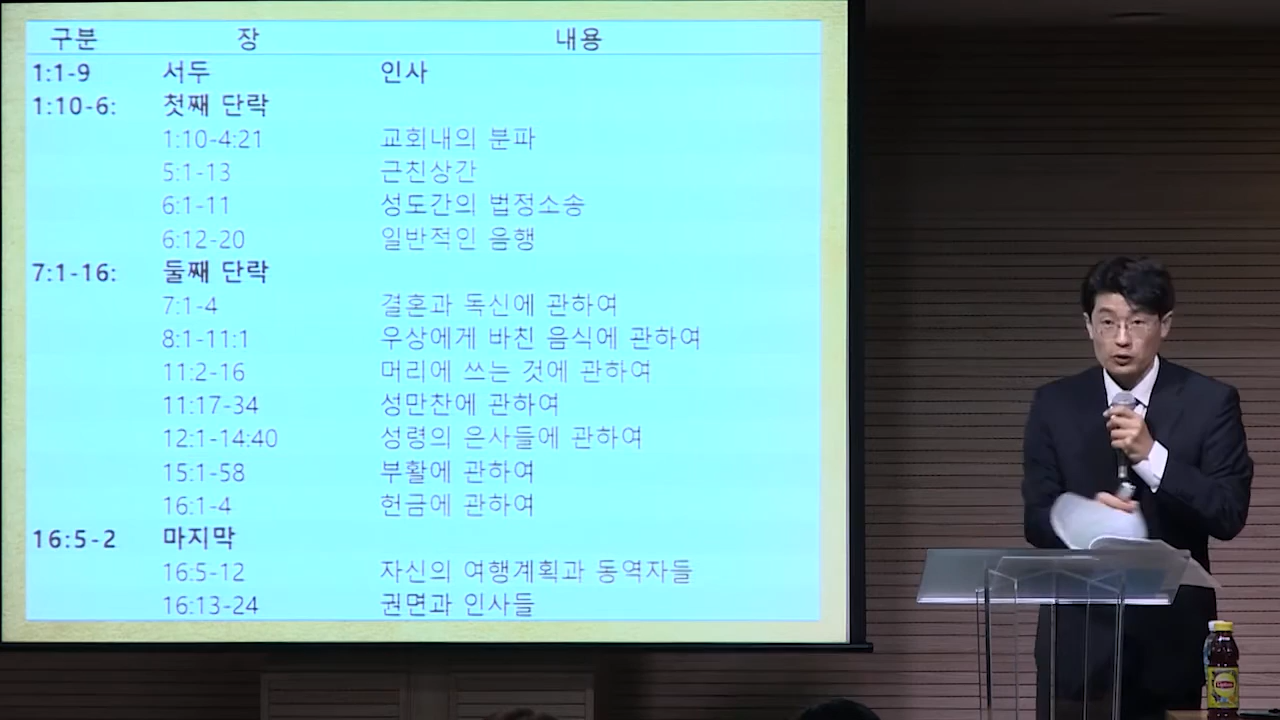 구분 장 내용
1:1-9 서두 인사
1:10-6: 첫째 단락
1:10-4:21 교회내의 분파
5:1-13 근친상간
6:1-11 성도간의 법정소송
6:12-20 일반적인 음행
7:1-16: 둘째 단락
7:1-4 결혼과 독신에 관하여
8:1-11:1 우상에게 바친 음식에 관하여
11:2-16 머리에 쓰는 것에 관하여
11:17-34 성만찬에 관하여
12:1-14:40 성령의 은사들에 관하여
15:1-58 부활에 관하여
16:1-4 헌금에 관하여
16:5-2 마지막
16:5-12 자신의 여행계획과 동역자들
16:13-24 권면과 인사들
Lipton